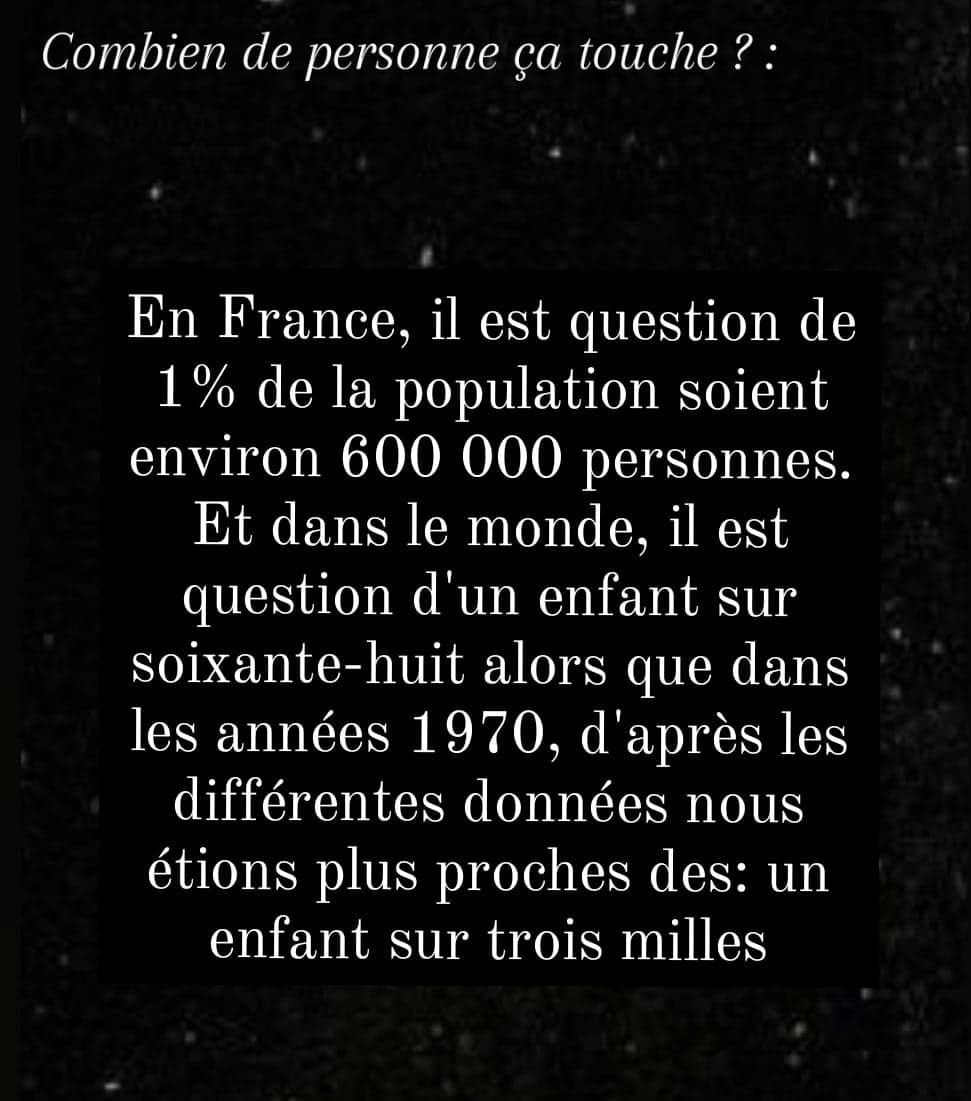 Combien de personne ça touche ? :
En France, il est question de
1% de la population soient
environ 600 000 personnes.
Et dans le monde, il est
question d'un enfant sur
soixante-huit alors que dans
les années 1970, d'après les
différentes données nous
étions plus proches des: un
enfant sur trois milles